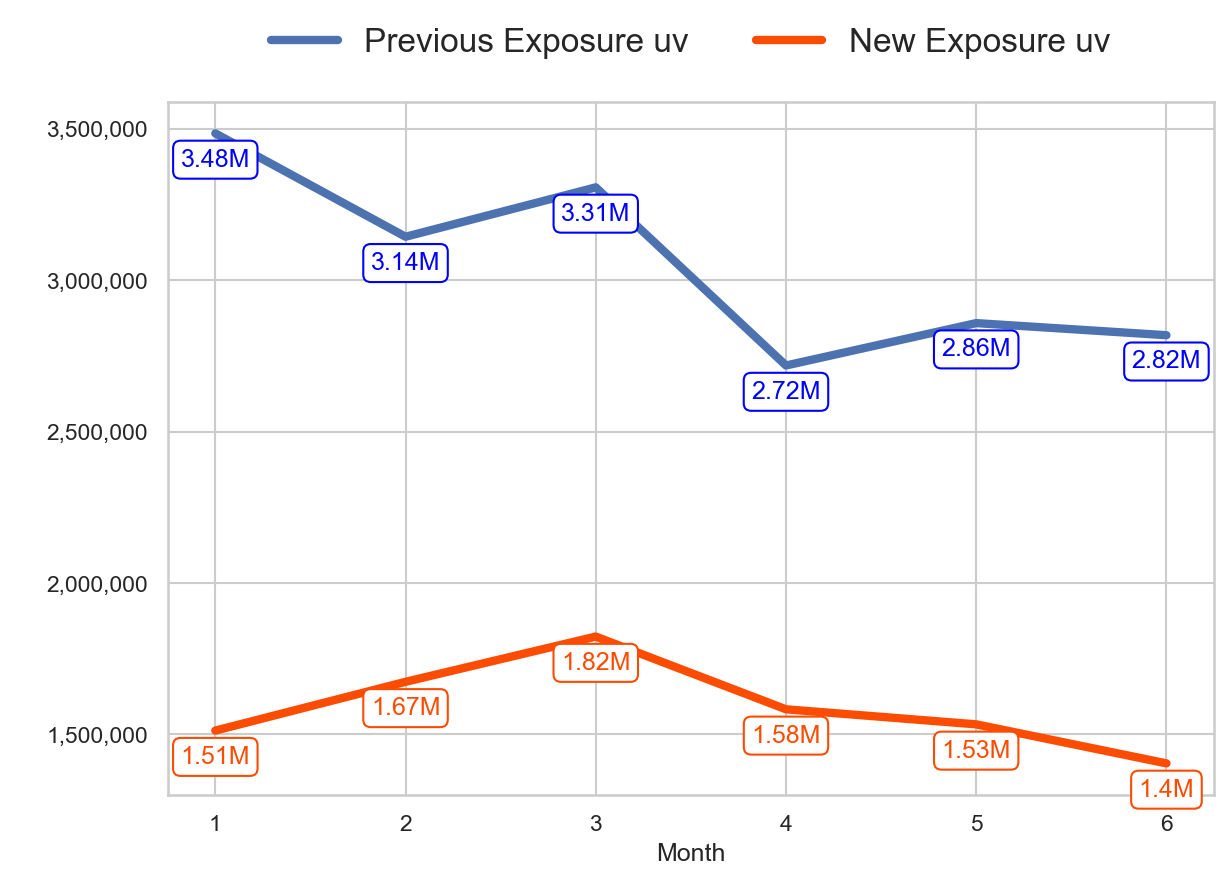 Previous Exposure uv New Exposure uv
3,500,000
3.48M
3.31M
3.14M
3,000,000
2.86M
2.82M
2.72M
2,500,000
2,000,000
1.82M
1.67M
1,500,000
1.58M
1.51M
1.53M
1.4M
1 2 3 4 5 6
Month